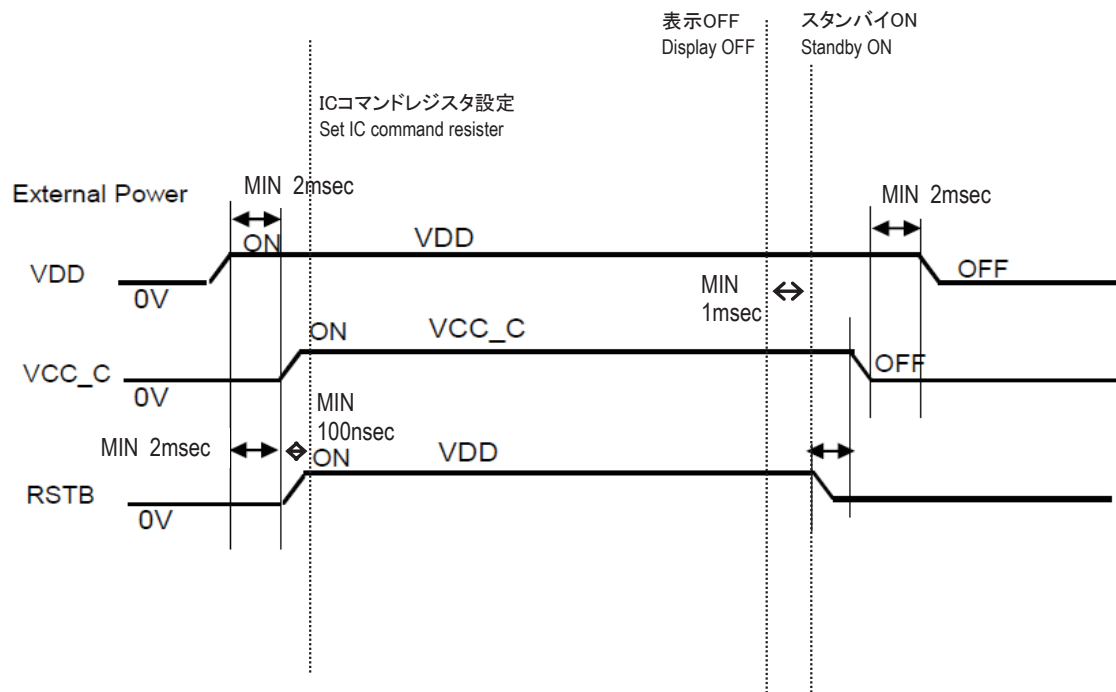 表示OFF
Display OFF
スタンバイON
Standby ON
ICコマンドレジスタ設定
Set IC command resister
External Power
MIN 2msec
MIN 2msec
ON
VDD
VDD
0V
OFF
MIN
1msec
ON
VCC_C
VCC_C
0V
OFF
MIN
100nsec
MIN 2msec
ON
VDD
RSTB
0V